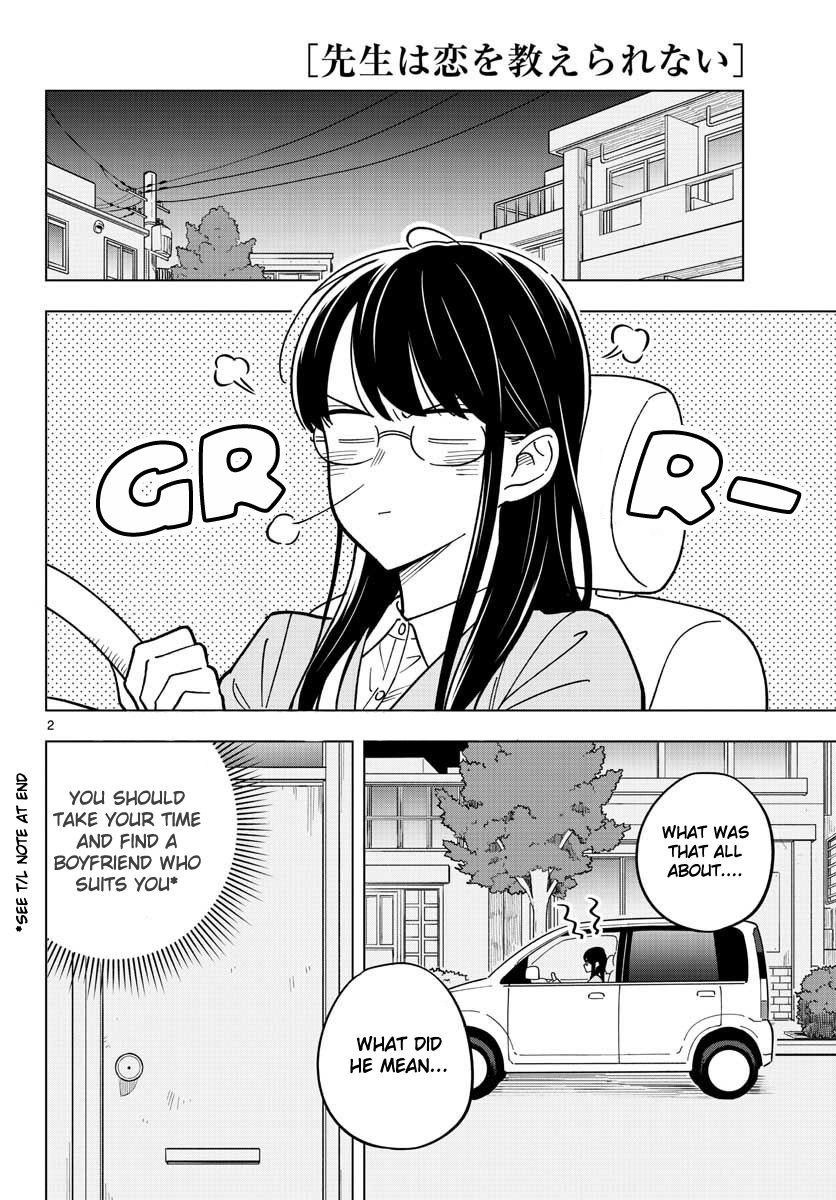 [先生は恋を教えられない]
GR
R-
2
WHAT WAS
THAT ALL
ABOUT....
WHAT DID
HE MEAN...
YOU SHOULD
TAKE YOUR TIME
AND FIND A
BOYFRIEND WHO
SUITS YOU*
*SEE T/L NOTE AT END